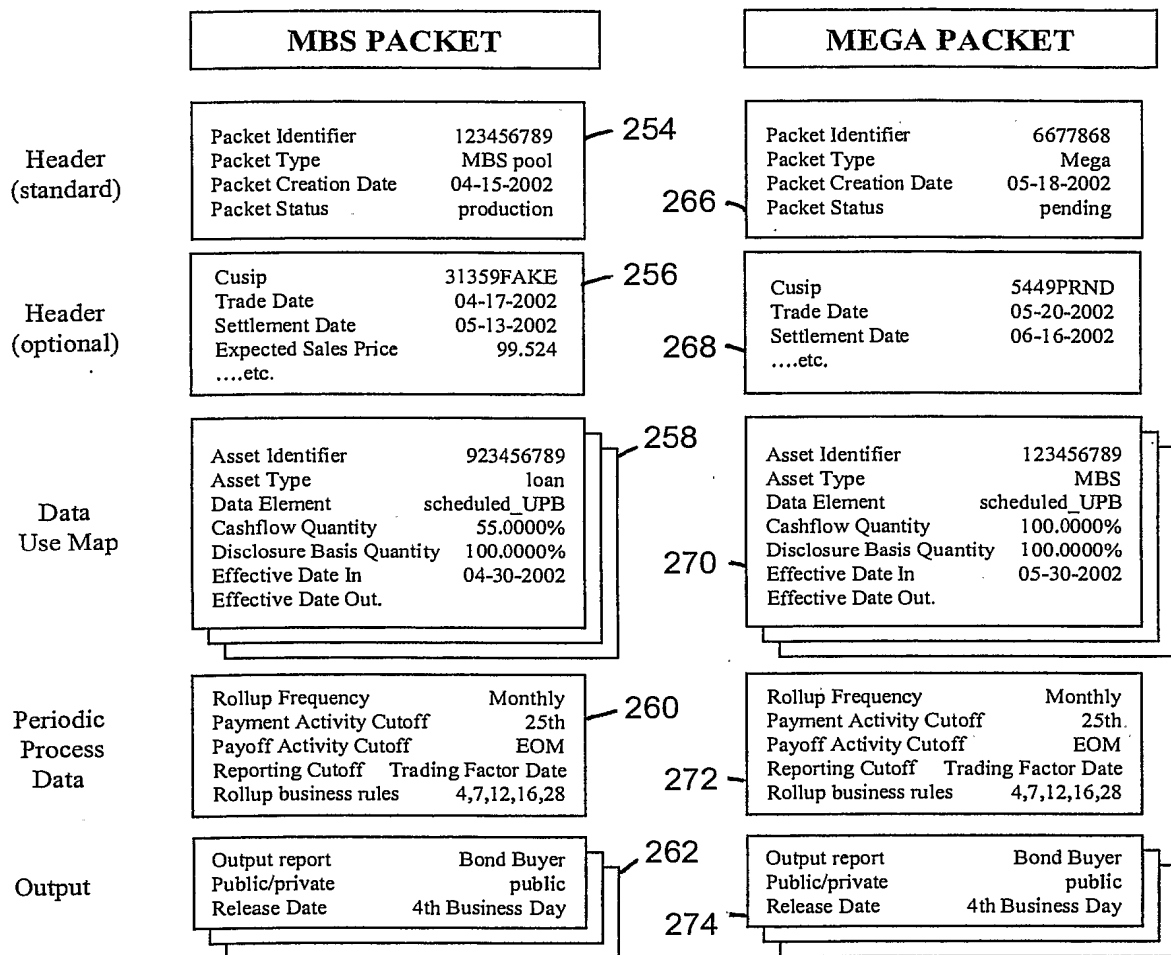 MBS PACKET
MEGA PACKET
Header
(standard)
Packet Identifier 123456789
Packet Type MBS pool
Packet Creation Date 04-15-2002
Packet Status production
254
Packet Identifier 6677868
Packet Type Mega
Packet Creation Date 05-18-2002
Packet Status pending
266
Header
(optional)
Cusip 31359FAKE
Trade Date 04-17-2002
Settlement Date 05-13-2002
Expected Sales Price 99.524
....etc.
256
Cusip 5449PRND
Trade Date 05-20-2002
Settlement Date 06-16-2002
....etc.
268
Data
Use Map
Asset Identifier 923456789
Asset Type loan
Data Element scheduled_UPB
Cashflow Quantity 55.0000%
Disclosure Basis Quantity 100.0000%
Effective Date In 04-30-2002
Effective Date Out.
258
Asset Identifier 123456789
Asset Type MBS
Data Element scheduled_UPB
Cashflow Quantity 100.0000%
Disclosure Basis Quantity 100.0000%
Effective Date In 05-30-2002
Effective Date Out.
270
Periodic
Process
Data
Rollup Frequency Monthly
Payment Activity Cutoff 25th
Payoff Activity Cutoff EOM
Reporting Cutoff Trading Factor Date
Rollup business rules 4,7,12,16,28
260
Rollup Frequency Monthly
Payment Activity Cutoff 25th
Payoff Activity Cutoff EOM
Reporting Cutoff Trading Factor Date
Rollup business rules 4,7,12,16,28
272
Output
Output report Bond Buyer
Public/private public
Release Date 4th Business Day
262
Output report Bond Buyer
Public/private public
Release Date 4th Business Day
274